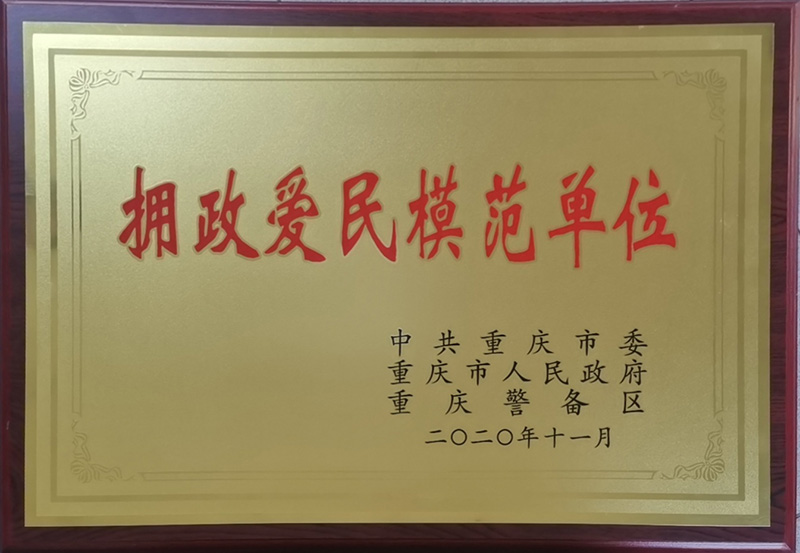 拥政爱民模范单位
中共重庆市委
重庆市人民政府
重庆警备区
二〇二〇年十一月